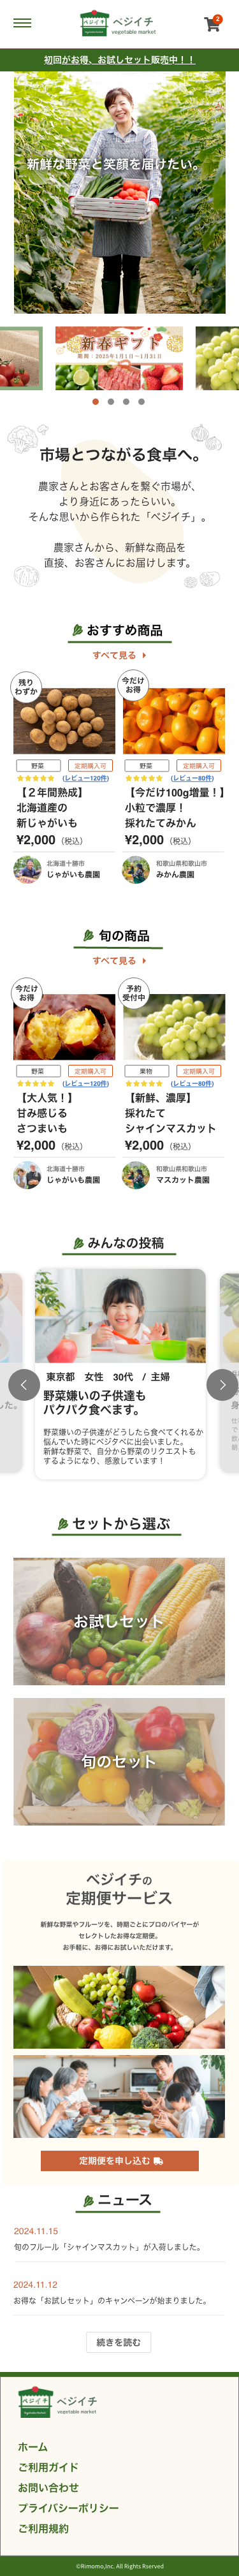 ベジイチ
ベジイチ
vegetable market
2
初回がお得、お試しセット販売中！！
新鮮な野菜と笑顔を届けたい。
新春ギフト
期間：2025年1月1日〜1月31日
市場とつながる食卓へ。
農家さんとお客さんを繋ぐ市場が、
より身近にあったらいい。
そんな思いから作られた「ベジイチ」。
農家さんから、新鮮な商品を
直接、お客さんにお届けします。
おすすめ商品
すべて見る
残り
わずか
今だけ
お得
野菜
定期購入可
野菜
定期購入可
(レビュー120件)
(レビュー80件)
【２年間熟成】
北海道産の
新じゃがいも
¥2,000（税込）
【今だけ100g増量！】
小粒で濃厚！
採れたてみかん
¥2,000（税込）
北海道十勝市
じゃがいも農園
和歌山県和歌山市
みかん農園
旬の商品
すべて見る
今だけ
お得
予約
受付中
野菜
定期購入可
果物
定期購入可
(レビュー120件)
(レビュー80件)
【大人気！】
甘み感じる
さつまいも
¥2,000（税込）
【新鮮、濃厚】
採れたて
シャインマスカット
¥2,000（税込）
北海道十勝市
じゃがいも農園
和歌山県和歌山市
マスカット農園
みんなの投稿
東京都　女性　30代　/ 主婦
野菜嫌いの子供達も
パクパク食べます。
野菜嫌いの子供達がどうしたら食べてくれるか
悩んでいた時にベジタベに出会いました。
新鮮な野菜で、自分から野菜のリクエストも
するようになり、感激しています！
した。
セットから選ぶ
お試しセット
旬のセット
ベジイチの
定期便サービス
新鮮な野菜やフルーツを、時期ごとにプロのバイヤーが
セレクトしたお得な定期便。
お手軽に、お得にお試しいただけます。
定期便を申し込む
ニュース
2024.11.15
旬のフルール「シャインマスカット」が入荷しました。
2024.11.12
お得な「お試しセット」のキャンペーンが始まりました。
続きを読む
ベジイチ
ベジイチ
vegetable market
ホーム
ご利用ガイド
お問い合わせ
プライバシーポリシー
ご利用規約
©Rimomo,Inc. All Rights Rserved